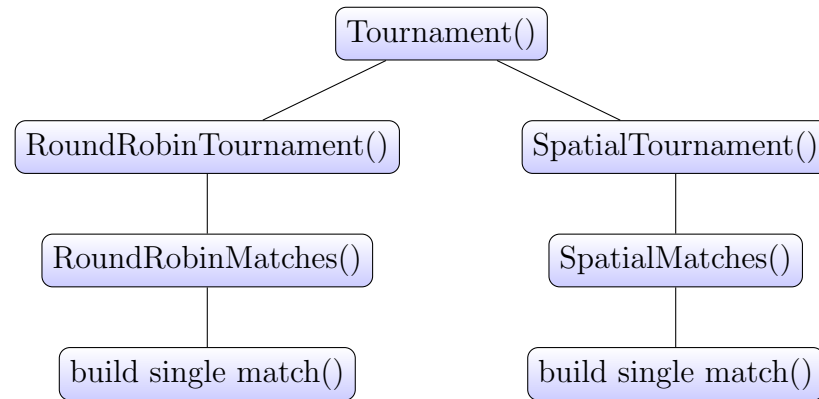 Tournament()
RoundRobinTournament()
SpatialTournament()
RoundRobinMatches()
SpatialMatches()
build single match()
build single match()